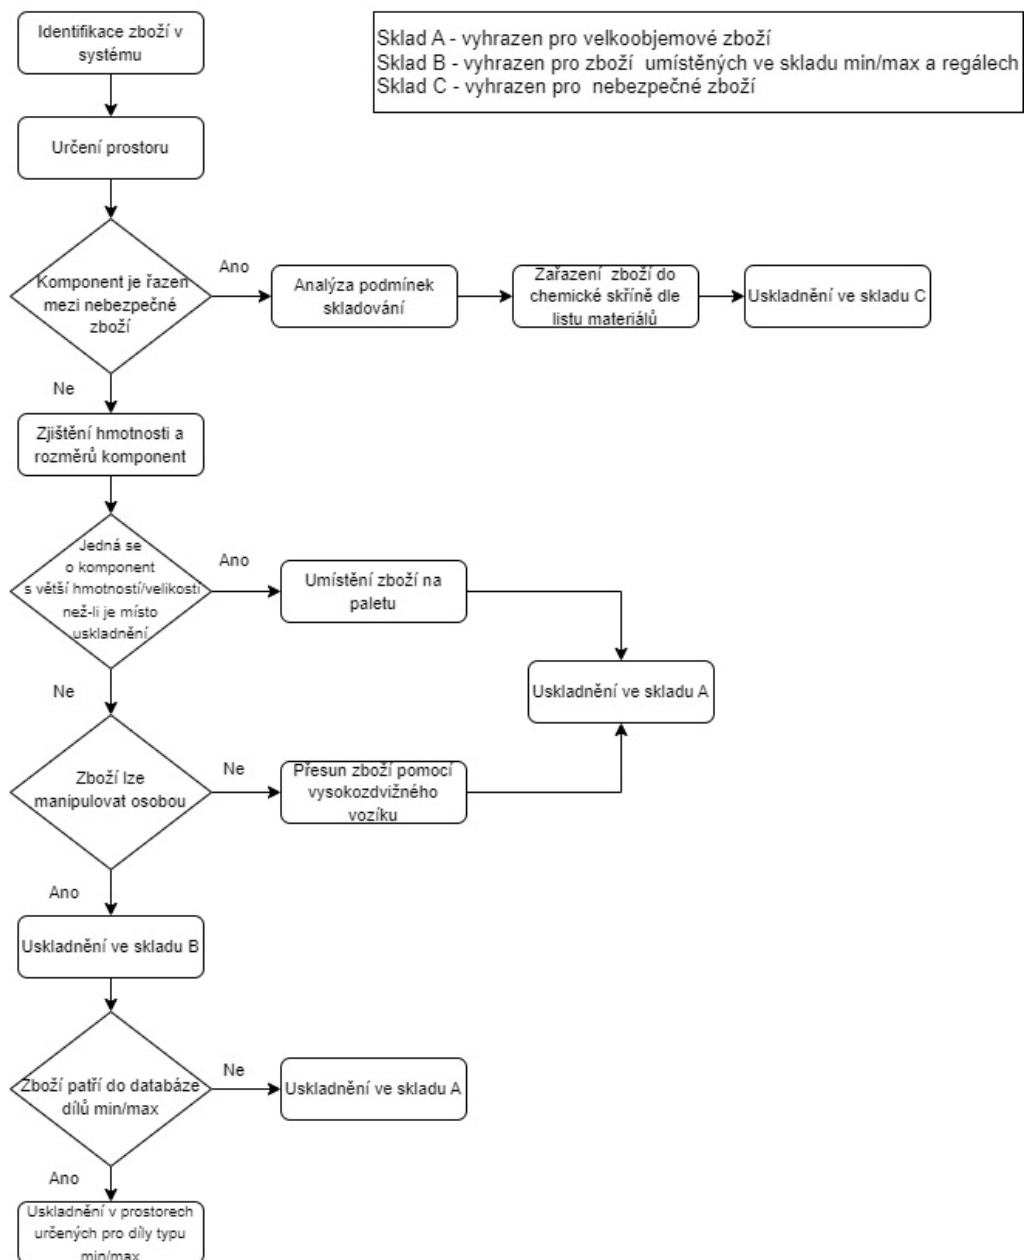 Identifikace zboží v
systému
Sklad A - vyhrazen pro velkoobjemové zboží
Sklad B - vyhrazen pro zboží umístěných ve skladu min/max a regálech
Sklad C - vyhrazen pro nebezpečné zboží
Určení prostoru
Komponent je řazen
mezi nebezpečné
zboží
Ano
Analýza podmínek
skladování
Zařazení zboží do
chemické skříně dle
listu materiálů
Uskladnění ve skladu C
Ne
Zjištění hmotnosti a
rozměrů komponent
Jedná se
o komponent
s větší hmotností/velikosti
než-li je místo
uskladnění
Ano
Umístění zboží na
paletu
Uskladnění ve skladu A
Ne
Zboží lze
manipulovat osobou
Ne
Přesun zboží pomocí
vysokozdvižného
vozíku
Ano
Uskladnění ve skladu B
Zboží patří do databáze
dílů min/max
Ne
Uskladnění ve skladu A
Ano
Uskladnění v prostorech
určených pro díly typu
min/max